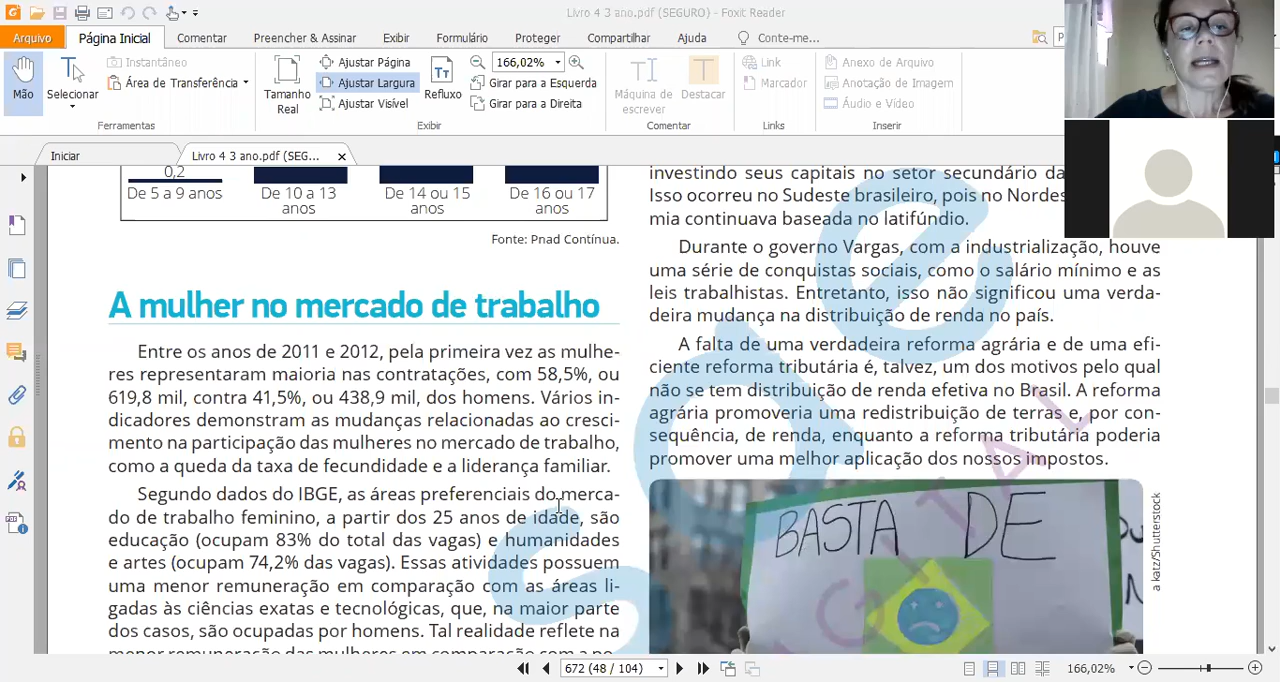 Livro 4 3 ano.pdf (SEGURO) - Foxit Reader
Arquivo
Página Inicial
Comentar
Preencher & Assinar
Exibir
Formulário
Proteger
Compartilhar
Ajuda
Conte-me...
Mão
Selecionar
Instantâneo
Área de Transferência
Ferramentas
Tamanho
Real
Ajustar Página
Ajustar Largura
Ajustar Visível
Refluxo
166,02%
Girar para a Esquerda
Girar para a Direita
Exibir
Máquina de
escrever
Destacar
Comentar
Link
Marcador
Links
Anexo de Arquivo
Anotação de Imagem
Áudio e Vídeo
Inserir
Iniciar
Livro 4 3 ano.pdf (SEG...
0,2
De 5 a 9 anos
De 10 a 13
anos
De 14 ou 15
anos
De 16 ou 17
anos
Fonte: Pnad Contínua.
A mulher no mercado de trabalho
Entre os anos de 2011 e 2012, pela primeira vez as mulhe-
res representaram maioria nas contratações, com 58,5%, ou
619,8 mil, contra 41,5%, ou 438,9 mil, dos homens. Vários in-
dicadores demonstram as mudanças relacionadas ao cresci-
mento na participação das mulheres no mercado de trabalho,
como a queda da taxa de fecundidade e a liderança familiar.
Segundo dados do IBGE, as áreas preferenciais do merca-
do de trabalho feminino, a partir dos 25 anos de idade, são
educação (ocupam 83% do total das vagas) e humanidades
e artes (ocupam 74,2% das vagas). Essas atividades possuem
uma menor remuneração em comparação com as áreas li-
gadas às ciências exatas e tecnológicas, que, na maior parte
dos casos, são ocupadas por homens. Tal realidade reflete na
menor remuneração das mulheres
investindo seus capitais no setor secundário da
Isso ocorreu no Sudeste brasileiro, pois no
mia continuava baseada no latifúndio.
Durante o governo Vargas, com a industrialização, houve
uma série de conquistas sociais, como o salário mínimo e as
leis trabalhistas. Entretanto, isso não significou uma verda-
deira mudança na distribuição de renda no país.
A falta de uma verdadeira reforma agrária e de uma efi-
ciente reforma tributária é, talvez, um dos motivos pelo qual
não se tem distribuição de renda efetiva no Brasil. A reforma
agrária promoveria uma redistribuição de terras e, por con-
sequência, de renda, enquanto a reforma tributária poderia
promover uma melhor aplicação dos nossos impostos.
BASTA DE
a katz/Shutterstock
672 (48 / 104)
166,02%